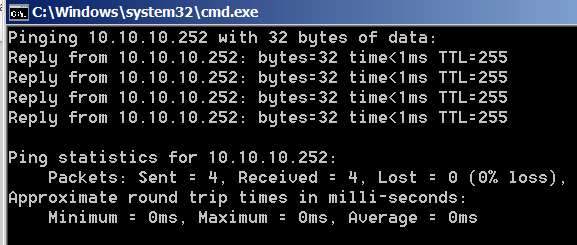 C:\Windows\system32\cmd.exe
Pinging 10.10.10.252 with 32 bytes of data:
Reply from 10.10.10.252: bytes=32 time<1ms TTL=255
Reply from 10.10.10.252: bytes=32 time<1ms TTL=255
Reply from 10.10.10.252: bytes=32 time<1ms TTL=255
Reply from 10.10.10.252: bytes=32 time<1ms TTL=255
Ping statistics for 10.10.10.252:
Packets: Sent = 4, Received = 4, Lost = 0 (0% loss),
Approximate round trip times in milli-seconds:
Minimum = 0ms, Maximum = 0ms, Average = 0ms